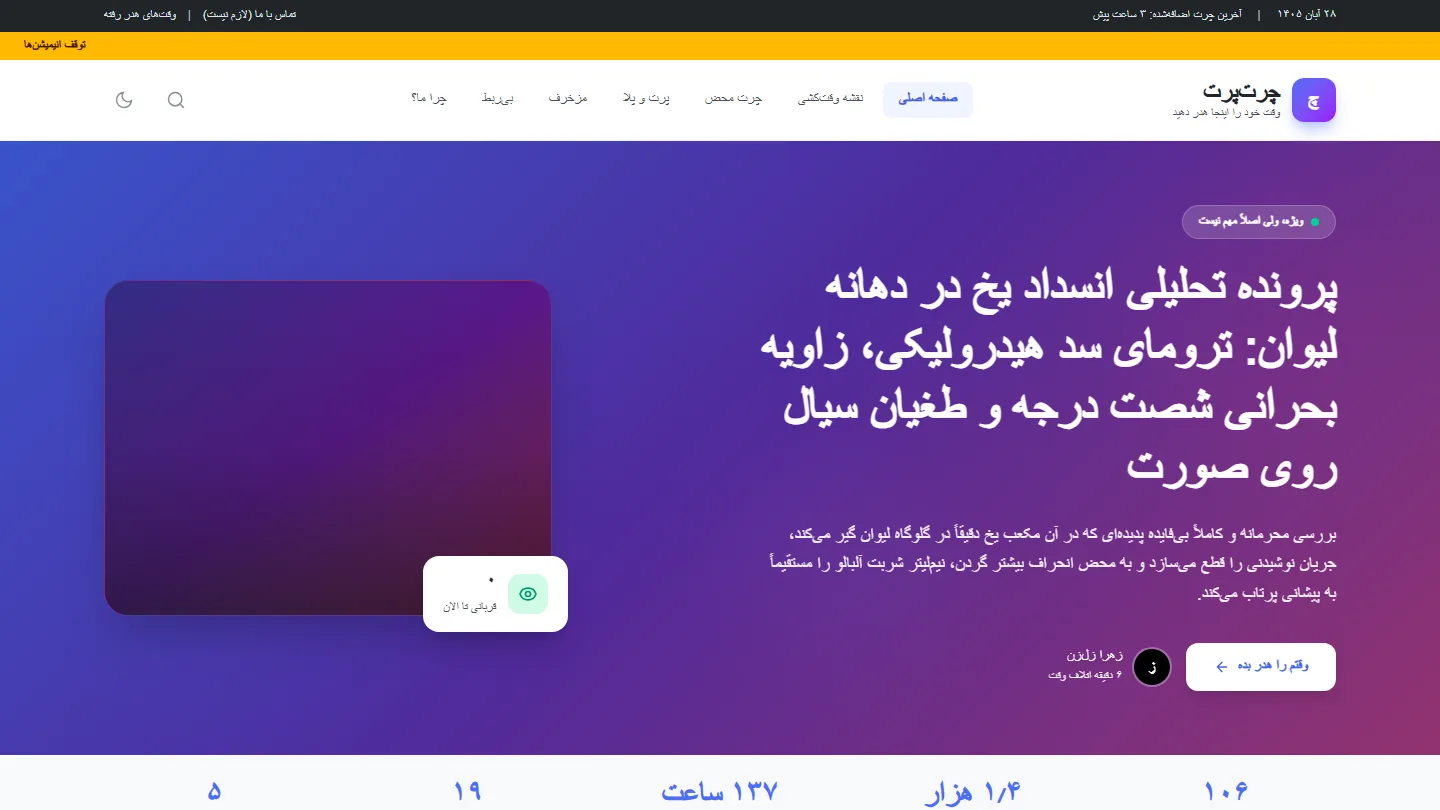 ۲۸ آبان ۱۴۰۵ | آخرین چرت اضافه‌شده: ۳ ساعت پیش
تماس با ما (لازم نیست) | وقت‌های هدر رفته
توقف انیمیشن‌ها
چ
چرت‌پرت
وقت خود را اینجا هدر دهید
صفحه اصلی
نقشه وقت‌کشی
چرت محض
پرت و پلا
مزخرف
بی‌ربط
چرا ما؟
ویژه، ولی اصلاً مهم نیست
پرونده تحلیلی انسداد یخ در دهانه
لیوان: ترومای سد هیدرولیکی، زاویه
بحرانی شصت درجه و طغیان سیال
روی صورت
بررسی محرمانه و کاملاً بی‌فایده پدیده‌ای که در آن مکعب یخ دقیقاً در گلوگاه لیوان گیر می‌کند،
جریان نوشیدنی را قطع می‌سازد و به محض انحراف بیشتر گردن، نیم‌لیتر شربت آلبالو را مستقیماً
به پیشانی پرتاب می‌کند.
وقتم را هدر بده
ز
زهرا زل‌زن
۶ دقیقه اتلاف وقت
۰
قربانی تا الان
۱۰۶
۱٫۴ هزار
۱۳۷ ساعت
۱۹
۵